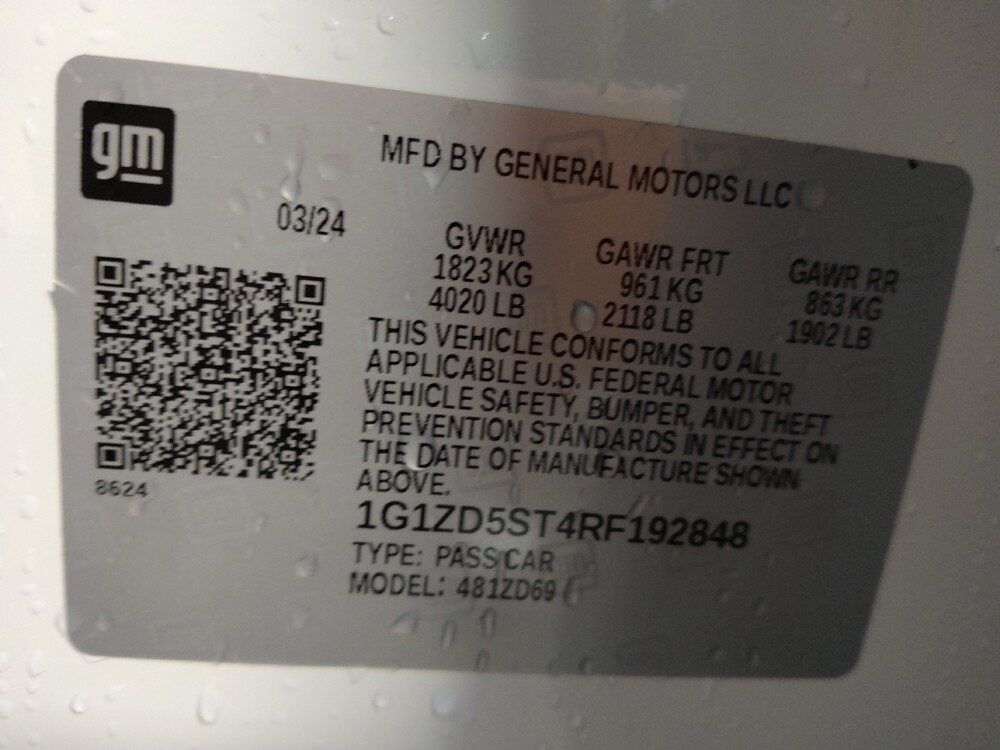 gm
MFD BY GENERAL MOTORS LLC
03/24
GVWR GAWR FRT GAWR RR
1823 KG 961 KG 863 KG
4020 LB 2118 LB 1902 LB
THIS VEHICLE CONFORMS TO ALL
APPLICABLE U.S. FEDERAL MOTOR
VEHICLE SAFETY, BUMPER, AND THEFT
PREVENTION STANDARDS IN EFFECT ON
THE DATE OF MANUFACTURE SHOWN
ABOVE.
8624
1G1ZD5ST4RF192848
TYPE: PASS CAR
MODEL: 481ZD69